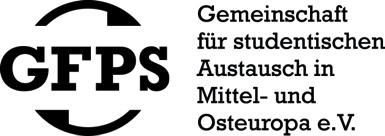 GFPS
Gemeinschaft
für studentischen
Austausch in
Mittel- und
Osteuropa e.V.